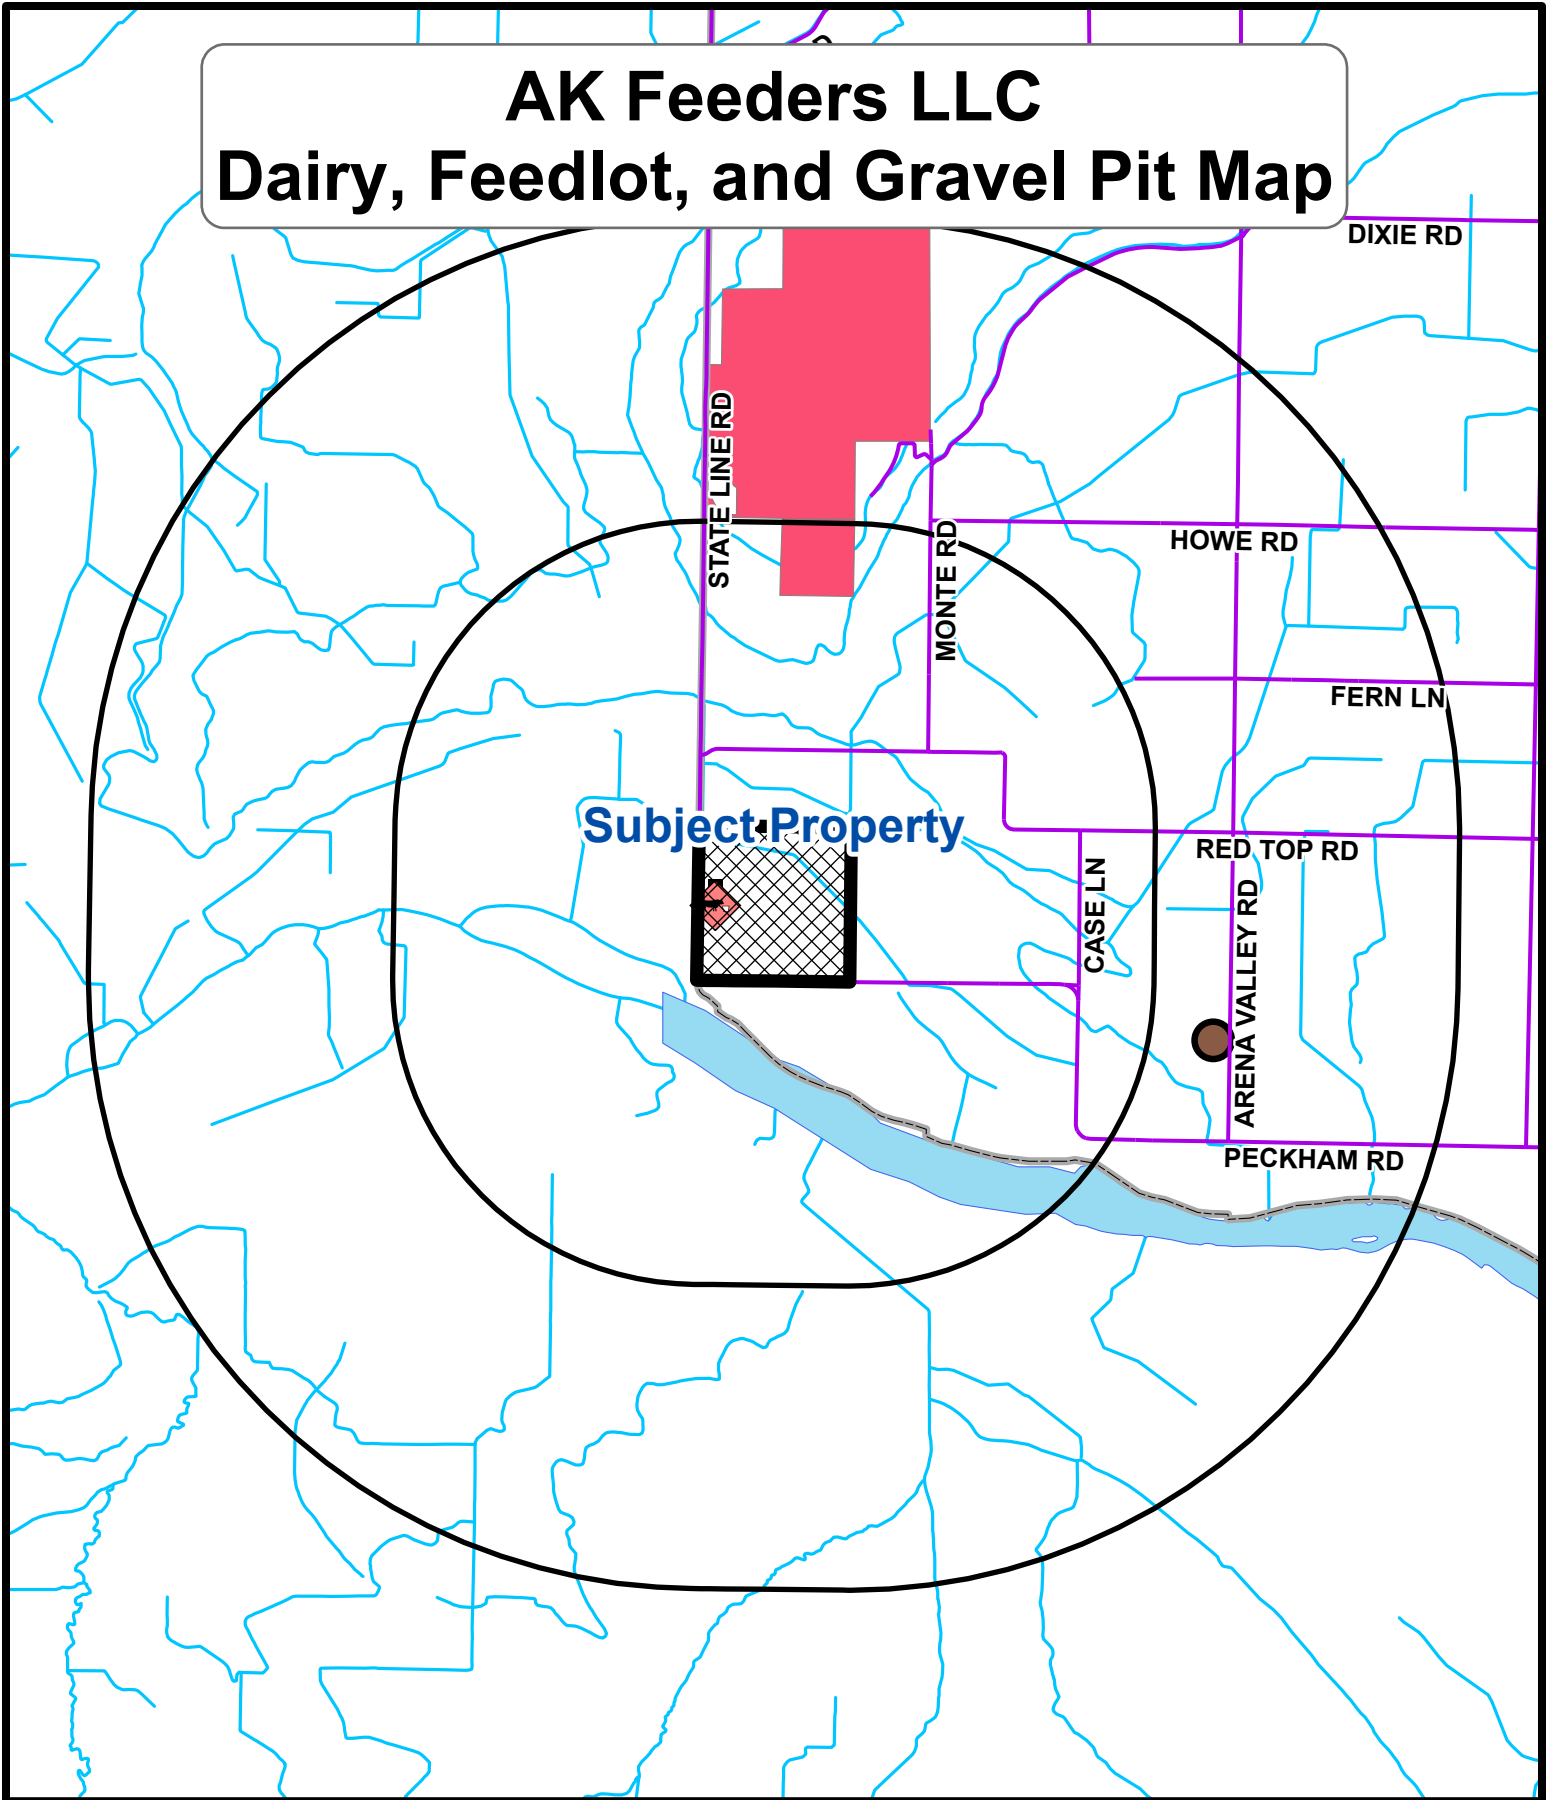 AK Feeders LLC
Dairy, Feedlot, and Gravel Pit Map
DIXIE RD
STATE LINE RD
MONTE RD
HOWE RD
FERN LN
Subject Property
RED TOP RD
CASE LN
ARENA VALLEY RD
PECKHAM RD